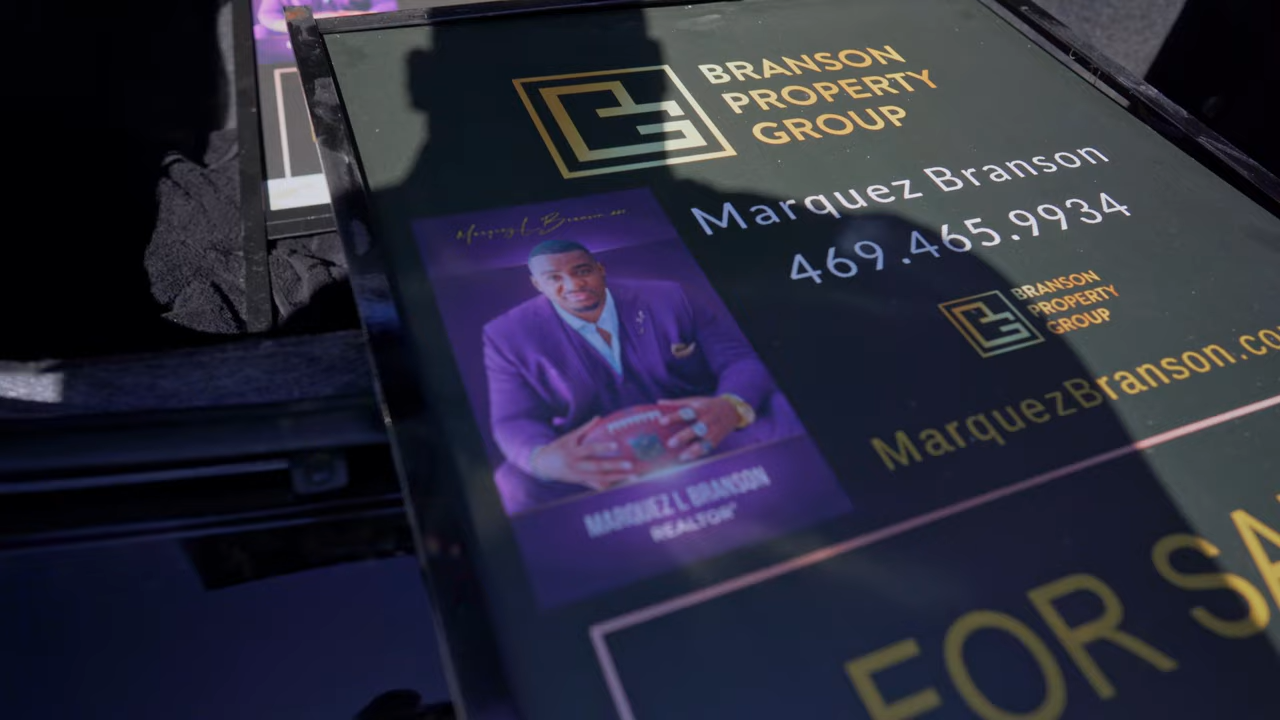 BRANSON
PROPERTY
GROUP
Marquez Branson
469.465.9934
BRANSON
PROPERTY
GROUP
MarquezBranson.co
MARQUEZ L BRANSON
REALTOR®
FOR SA